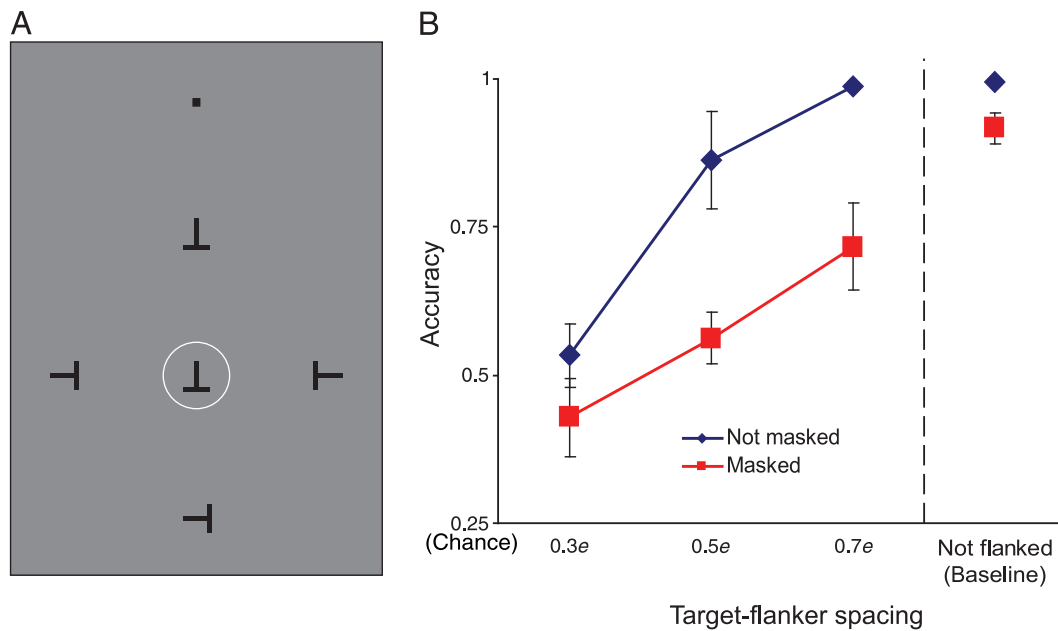 A
B
1
0.75
0.5
0.25
(Chance)
Accuracy
Not masked
Masked
0.3e
0.5e
0.7e
Not flanked
(Baseline)
Target-flanker spacing